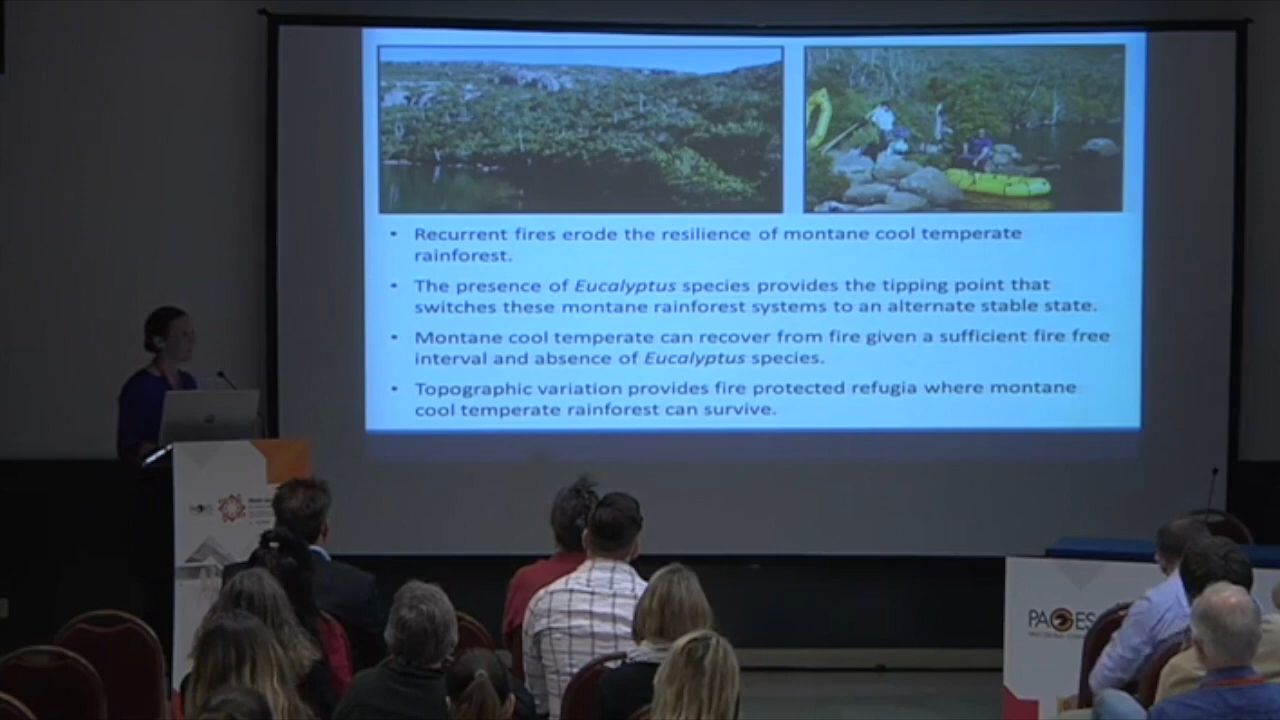 • Recurrent fires erode the resilience of montane cool temperate
rainforest.
• The presence of Eucalyptus species provides the tipping point that
switches these montane rainforest systems to an alternate stable state.
• Montane cool temperate can recover from fire given a sufficient fire free
interval and absence of Eucalyptus species.
• Topographic variation provides fire protected refugia where montane
cool temperate rainforest can survive.
PAGES